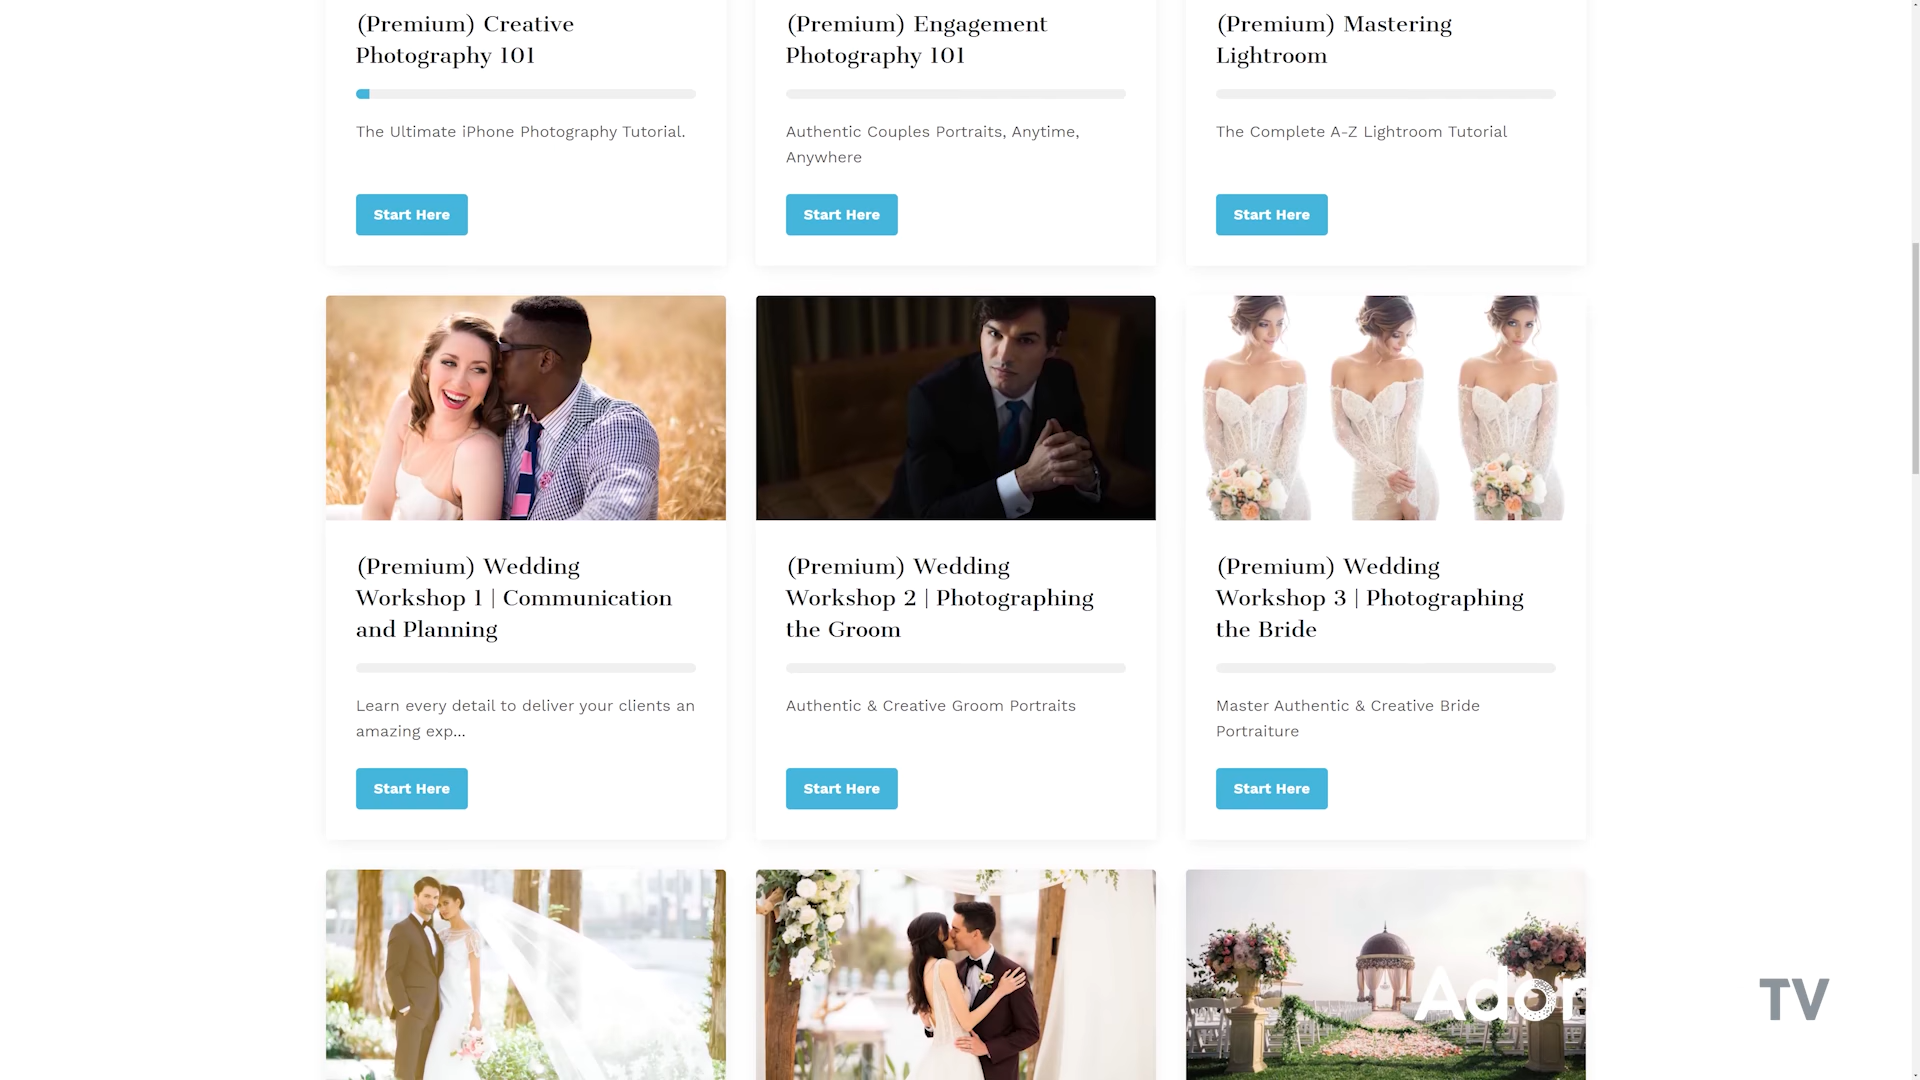 (Premium) Creative
Photography 101
The Ultimate iPhone Photography Tutorial.
Start Here
(Premium) Engagement
Photography 101
Authentic Couples Portraits, Anytime,
Anywhere
Start Here
(Premium) Mastering
Lightroom
The Complete A-Z Lightroom Tutorial
Start Here
(Premium) Wedding
Workshop 1 | Communication
and Planning
Learn every detail to deliver your clients an
amazing exp...
Start Here
(Premium) Wedding
Workshop 2 | Photographing
the Groom
Authentic & Creative Groom Portraits
Start Here
(Premium) Wedding
Workshop 3 | Photographing
the Bride
Master Authentic & Creative Bride
Portraiture
Start Here
TV